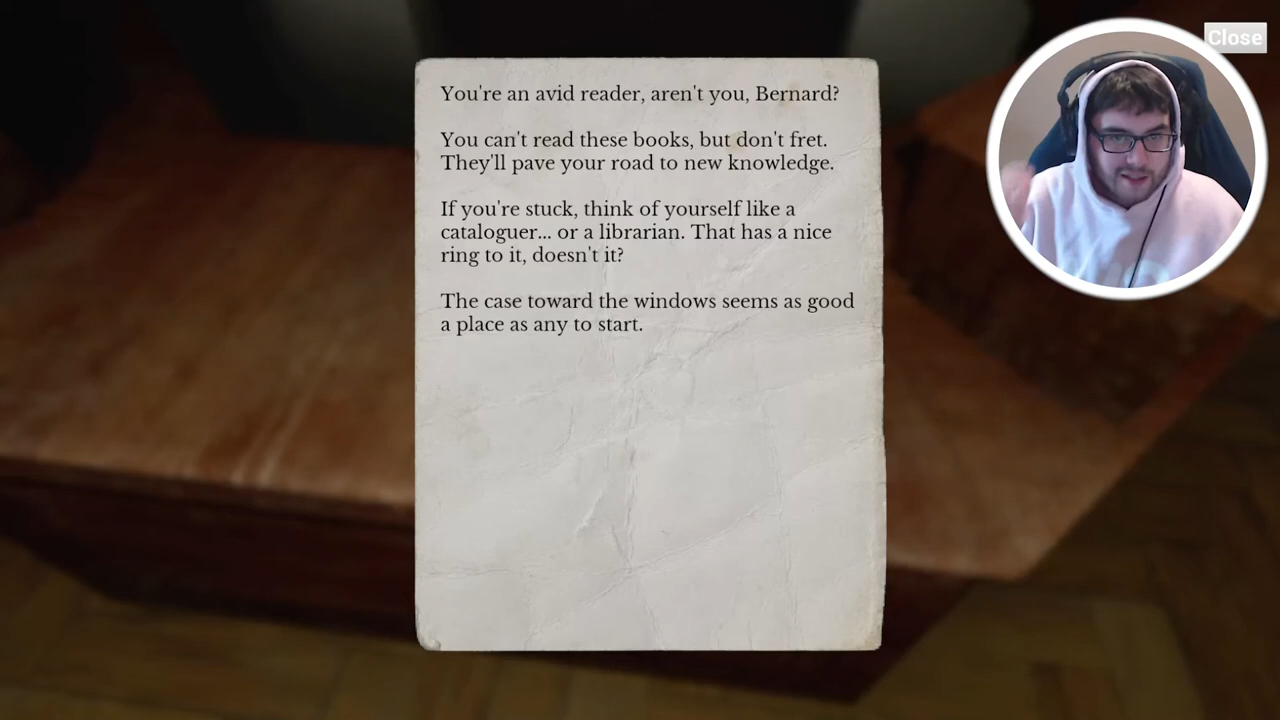 Close
You're an avid reader, aren't you, Bernard?
You can't read these books, but don't fret.
They'll pave your road to new knowledge.
If you're stuck, think of yourself like a
cataloguer... or a librarian. That has a nice
ring to it, doesn't it?
The case toward the windows seems as good
a place as any to start.